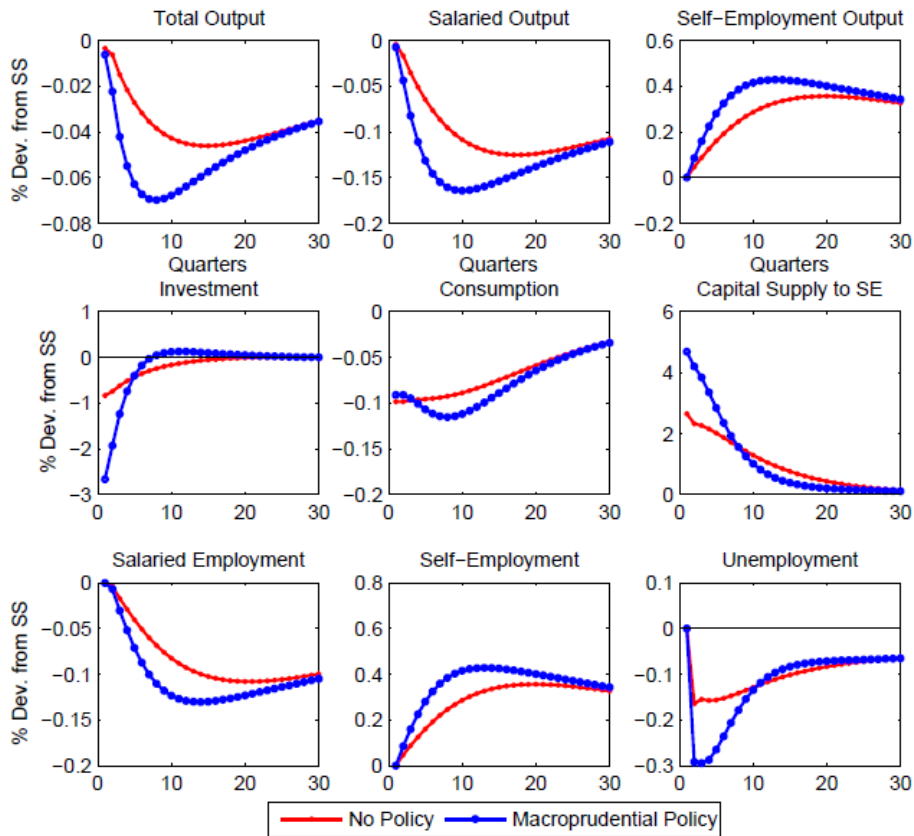 Total Output
Salaried Output
Self−Employment Output
% Dev. from SS
0
−0.02
−0.04
−0.06
−0.08
0 10 20 30
Quarters
0
−0.05
−0.1
−0.15
−0.2
0 10 20 30
0.6
0.4
0.2
0
−0.2
0 10 20 30
Quarters
Investment
Consumption
Capital Supply to SE
% Dev. from SS
1
0
−1
−2
−3
0 10 20 30
0
−0.05
−0.1
−0.15
−0.2
0 10 20 30
6
4
2
0
0 10 20 30
Salaried Employment
Self−Employment
Unemployment
% Dev. from SS
0
−0.05
−0.1
−0.15
−0.2
0 10 20 30
0.8
0.6
0.4
0.2
0
0 10 20 30
0.1
0
−0.1
−0.2
−0.3
0 10 20 30
No Policy
Macroprudential Policy